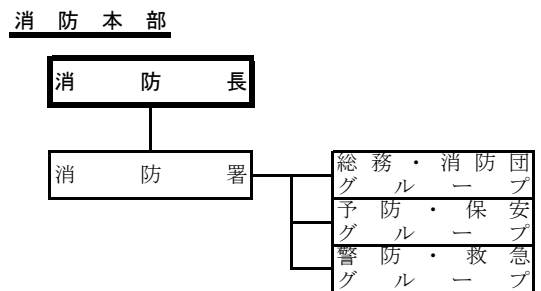 消防本部
消防長
消防署
総務・消防団
グループ
予防・保安
グループ
警防・救急
グループ